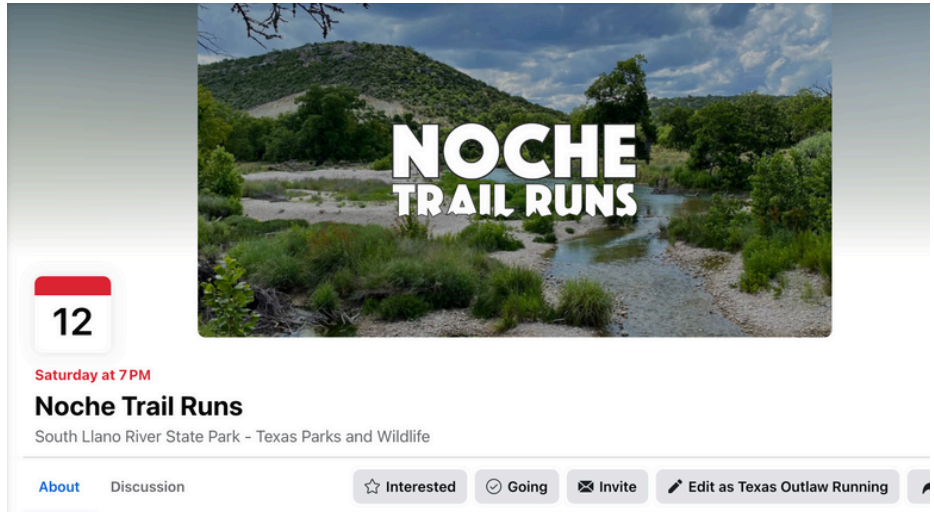 NOCHE
TRAIL RUNS
12
Saturday at 7 PM
Noche Trail Runs
South Llano River State Park - Texas Parks and Wildlife
About Discussion Interested Going Invite Edit as Texas Outlaw Running